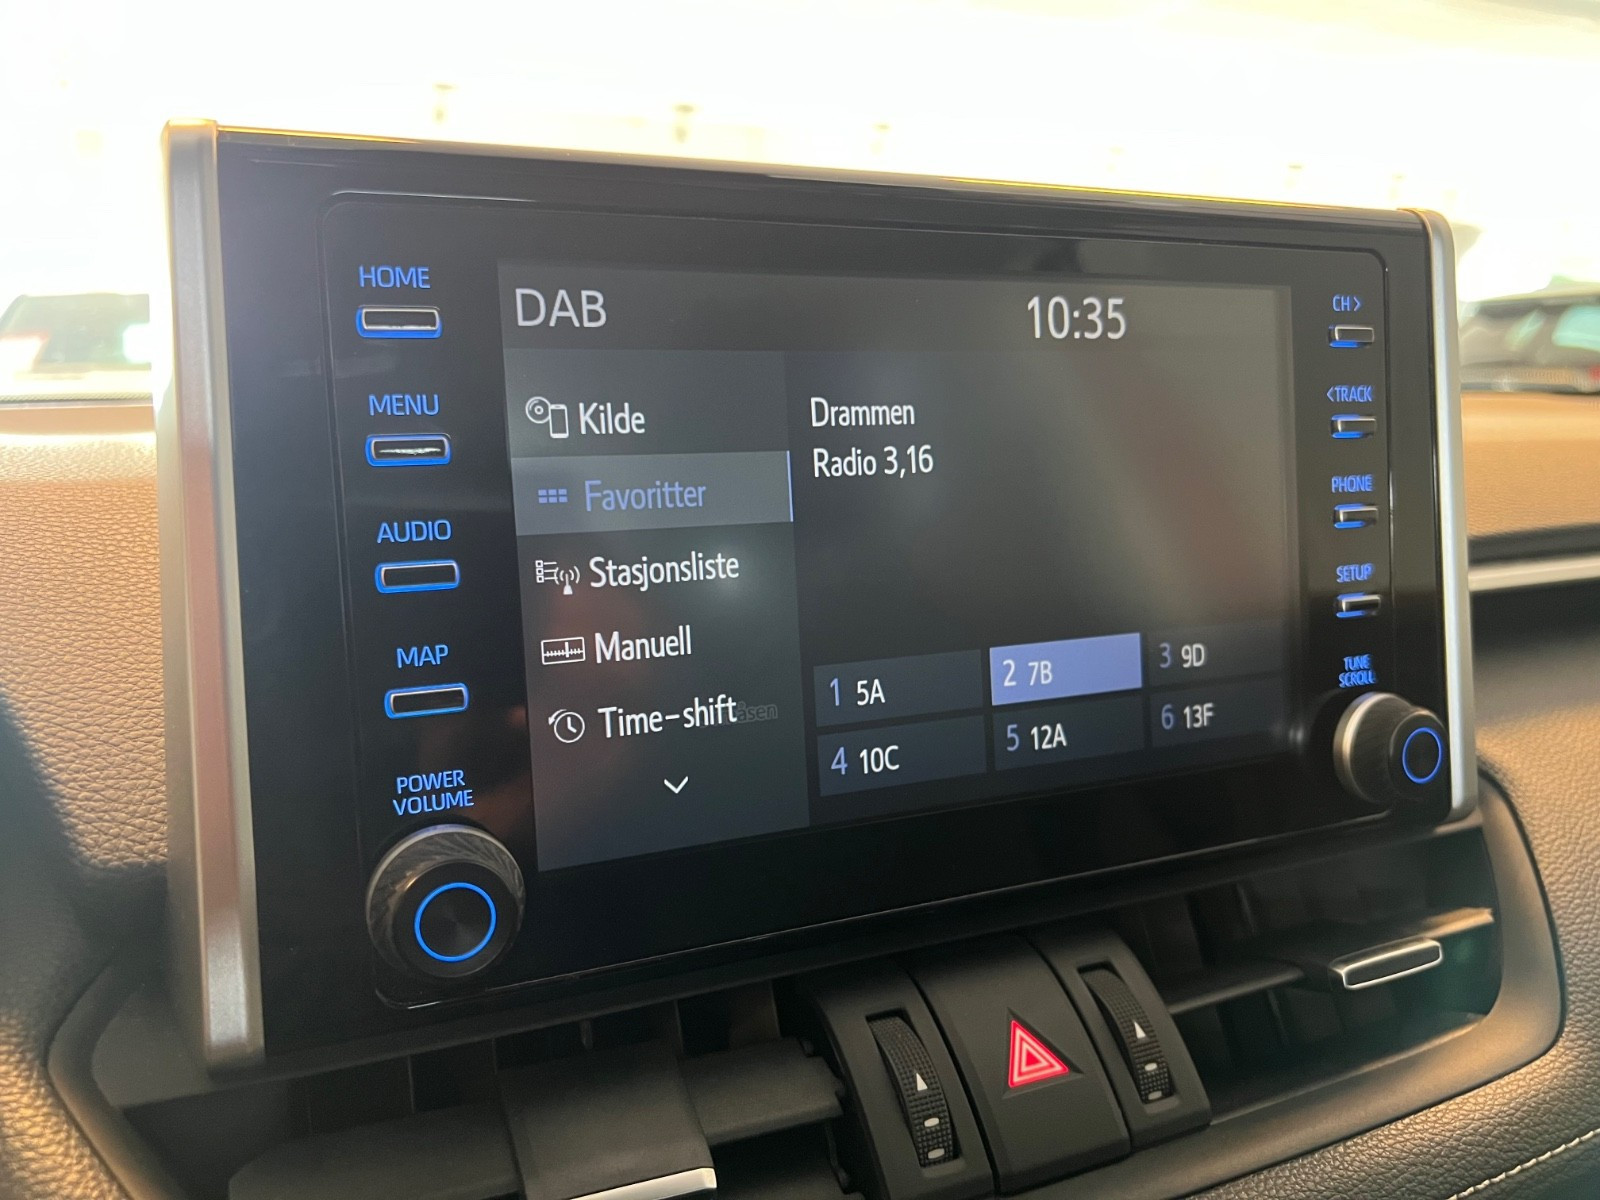 HOME
MENU
AUDIO
MAP
POWER
VOLUME
DAB
10:35
Kilde
Favoritter
Stasjonsliste
Manuell
Time-shift
Drammen
Radio 3,16
1 5A
2 7B
3 9D
4 10C
5 12A
6 13F
CH >
< TRACK
PHONE
SETUP
TUNE
SCROLL